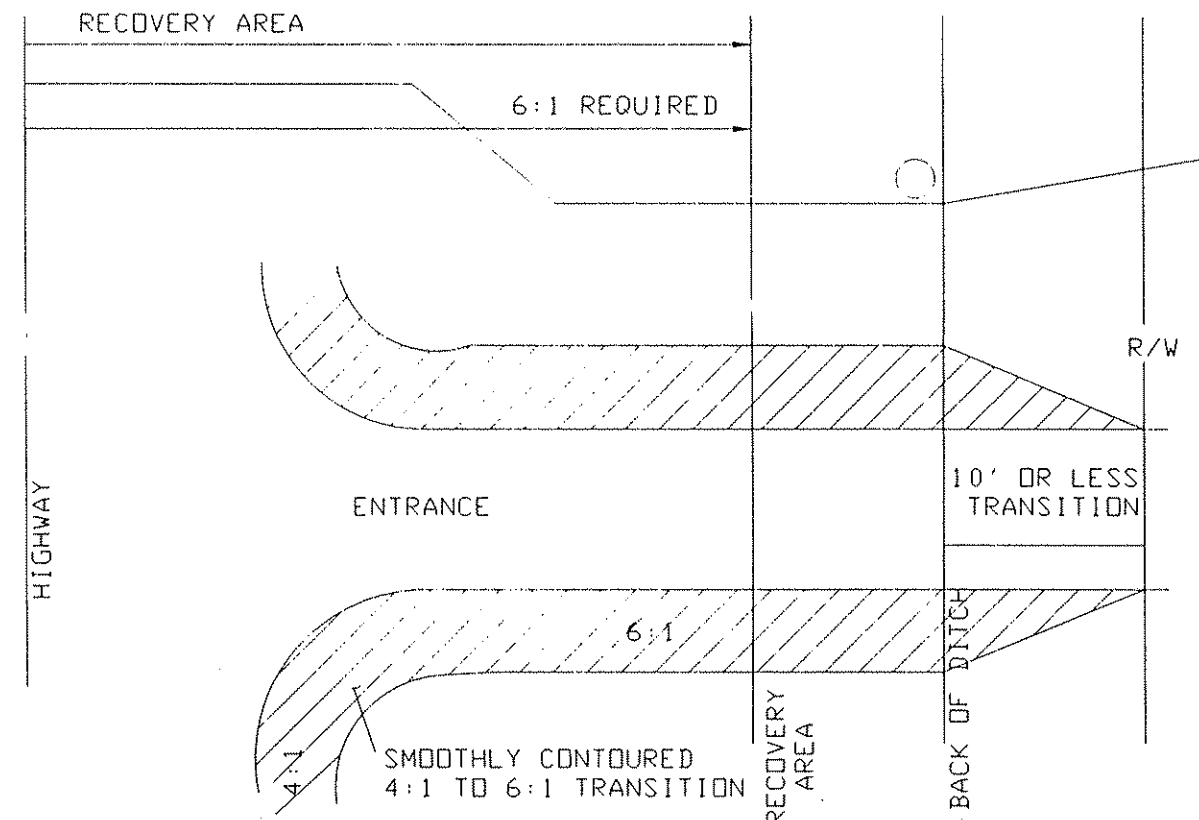 RECOVERY AREA
6:1 REQUIRED
R/W
10' OR LESS
TRANSITION
ENTRANCE
HIGHWAY
6:1
4:1
SMOOTHLY CONTOURED
4:1 TO 6:1 TRANSITION
RECOVERY
AREA
BACK OF DITCH